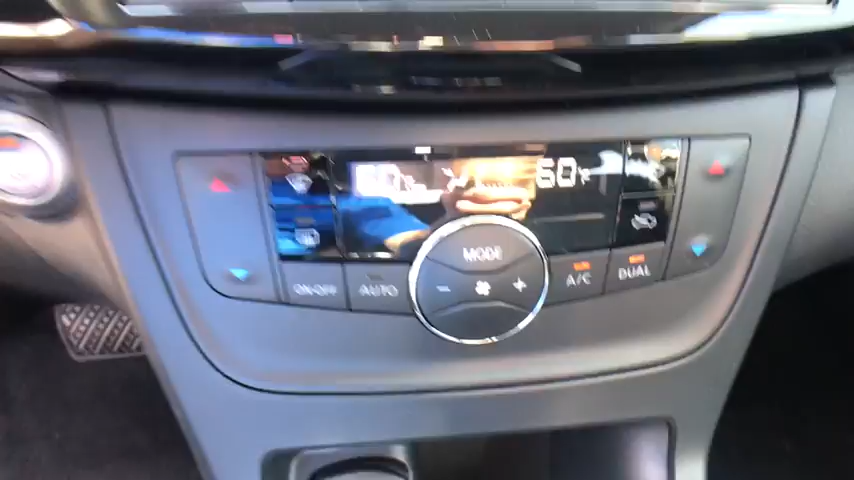 60°F
60°F
MODE
ON·OFF
AUTO
A/C
DUAL